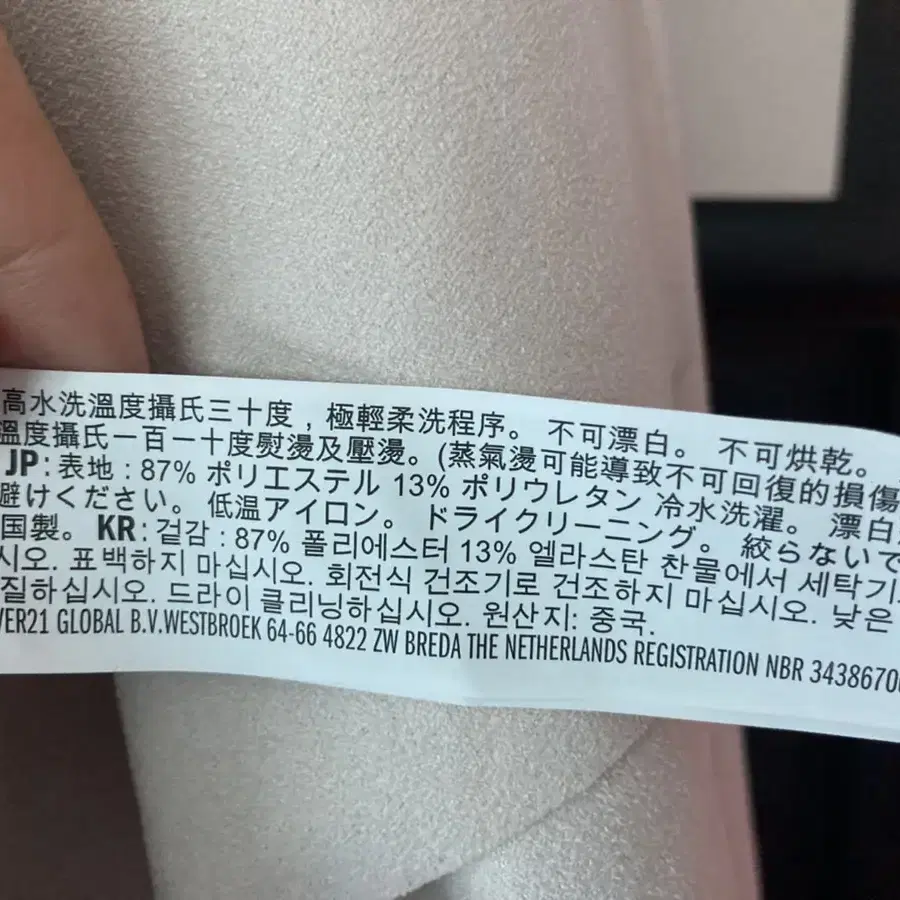 高水洗溫度攝氏三十度，極輕柔洗程序。 不可漂白。 不可烘乾。
溫度攝氏一百一十度熨燙及壓燙。(蒸氣燙可能導致不可回復的損傷
JP: 表地 : 87% ポリエステル 13% ポリウレタン 冷水洗濯。 漂白
避けください。 低温アイロン。 ドライクリーニング。 絞らないで
国製。 KR: 겉감 : 87% 폴리에스터 13% 엘라스탄 찬물에서 세탁기
시오. 표백하지 마십시오. 회전식 건조기로 건조하지 마십시오. 낮은
질하십시오. 드라이 클리닝하십시오. 원산지: 중국.
VER21 GLOBAL B.V.WESTBROEK 64-66 4822 ZW BREDA THE NETHERLANDS REGISTRATION NBR 3438670